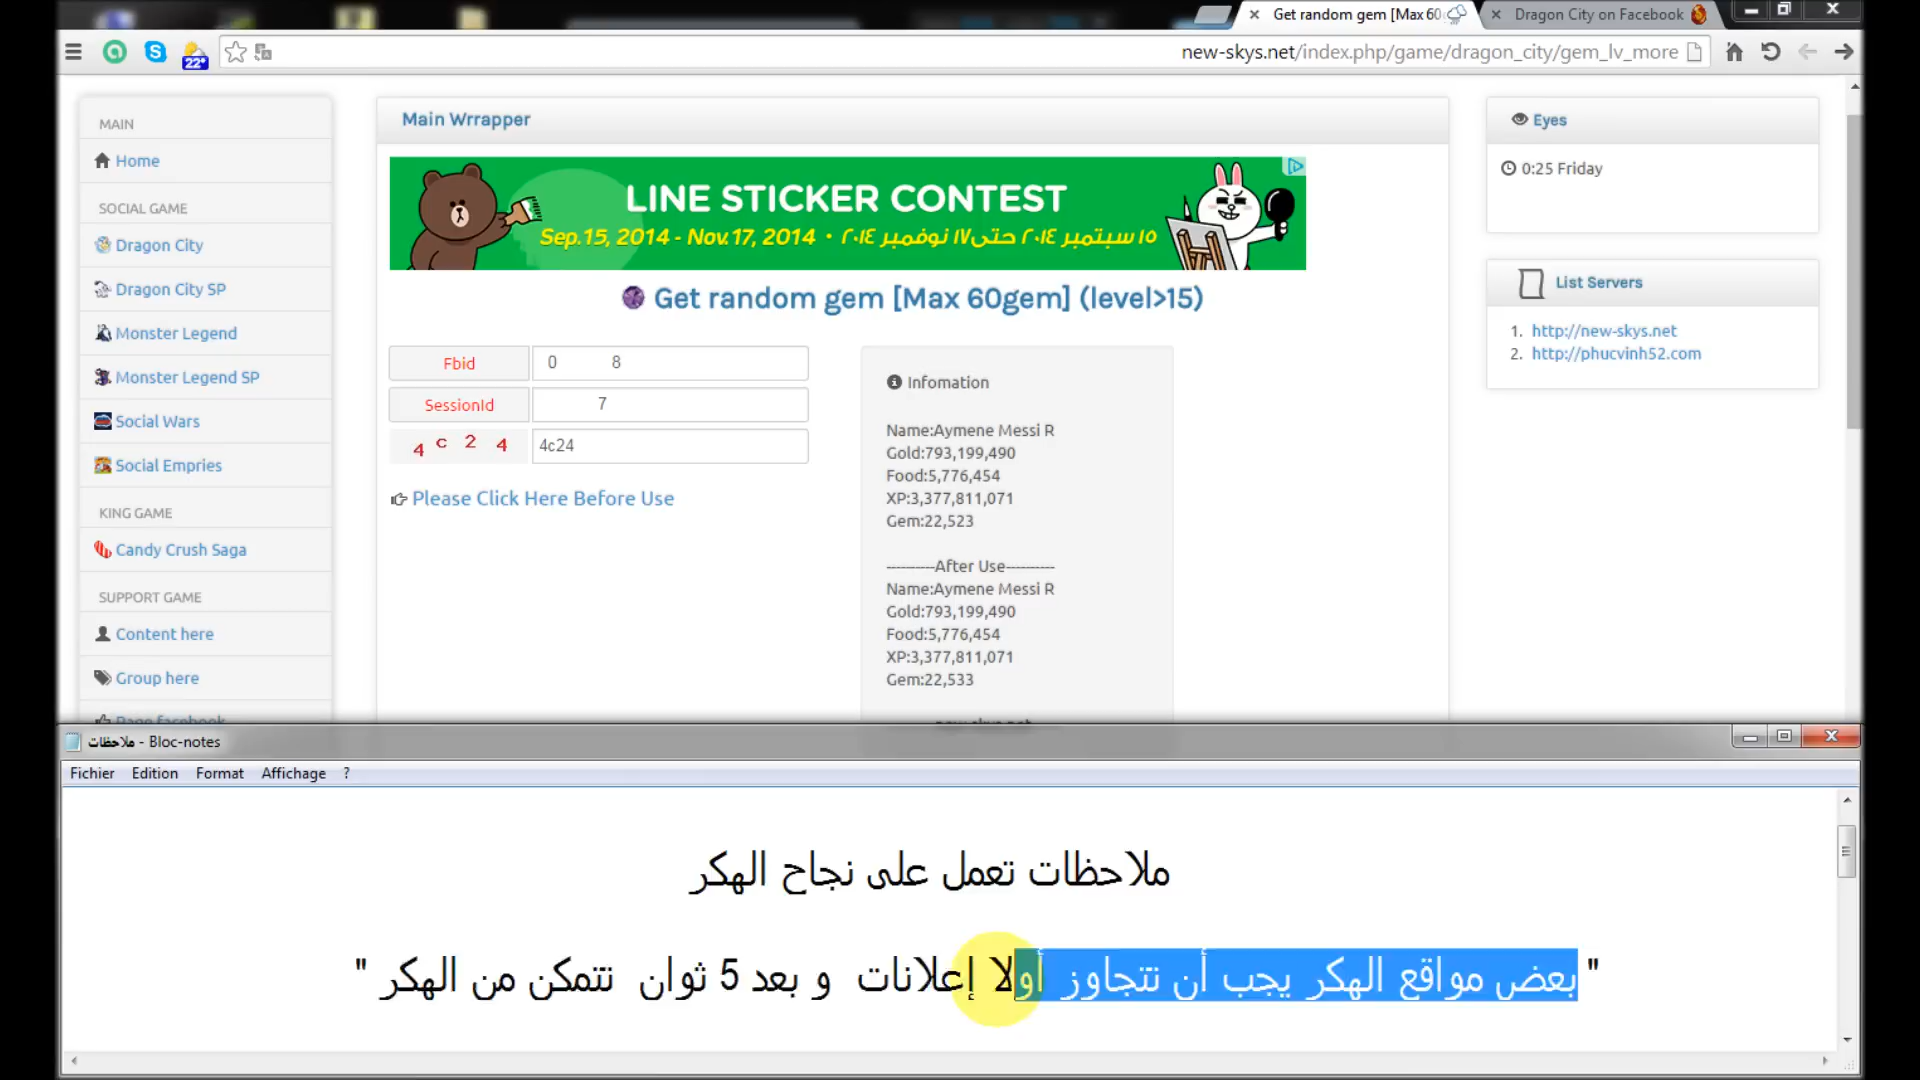 Get random gem [Max 60
Dragon City on Facebook
22°
new-skys.net/index.php/game/dragon_city/gem_lv_more
MAIN
Home
SOCIAL GAME
Dragon City
Dragon City SP
Monster Legend
Monster Legend SP
Social Wars
Social Empries
KING GAME
Candy Crush Saga
SUPPORT GAME
Content here
Group here
Page facebook
Main Wrrapper
LINE STICKER CONTEST
Sep.15, 2014 - Nov.17, 2014 • ١٥ سبتمبر ٢٠١٤ حتى ١٧ نوفمبر ٢٠١٤
Get random gem [Max 60gem] (level>15)
Fbid 0 8
SessionId 7
4 c 2 4 4c24
Please Click Here Before Use
Infomation
Name:Aymene Messi R
Gold:793,199,490
Food:5,776,454
XP:3,377,811,071
Gem:22,523
----------After Use----------
Name:Aymene Messi R
Gold:793,199,490
Food:5,776,454
XP:3,377,811,071
Gem:22,533
new-skys.net
Eyes
0:25 Friday
List Servers
1. http://new-skys.net
2. http://phucvinh52.com
ملاحظات - Bloc-notes
Fichier Edition Format Affichage ?
ملاحظات تعمل على نجاح الهكر
" بعض مواقع الهكر يجب أن نتجاوز أولا إعلانات و بعد 5 ثوان نتمكن من الهكر "